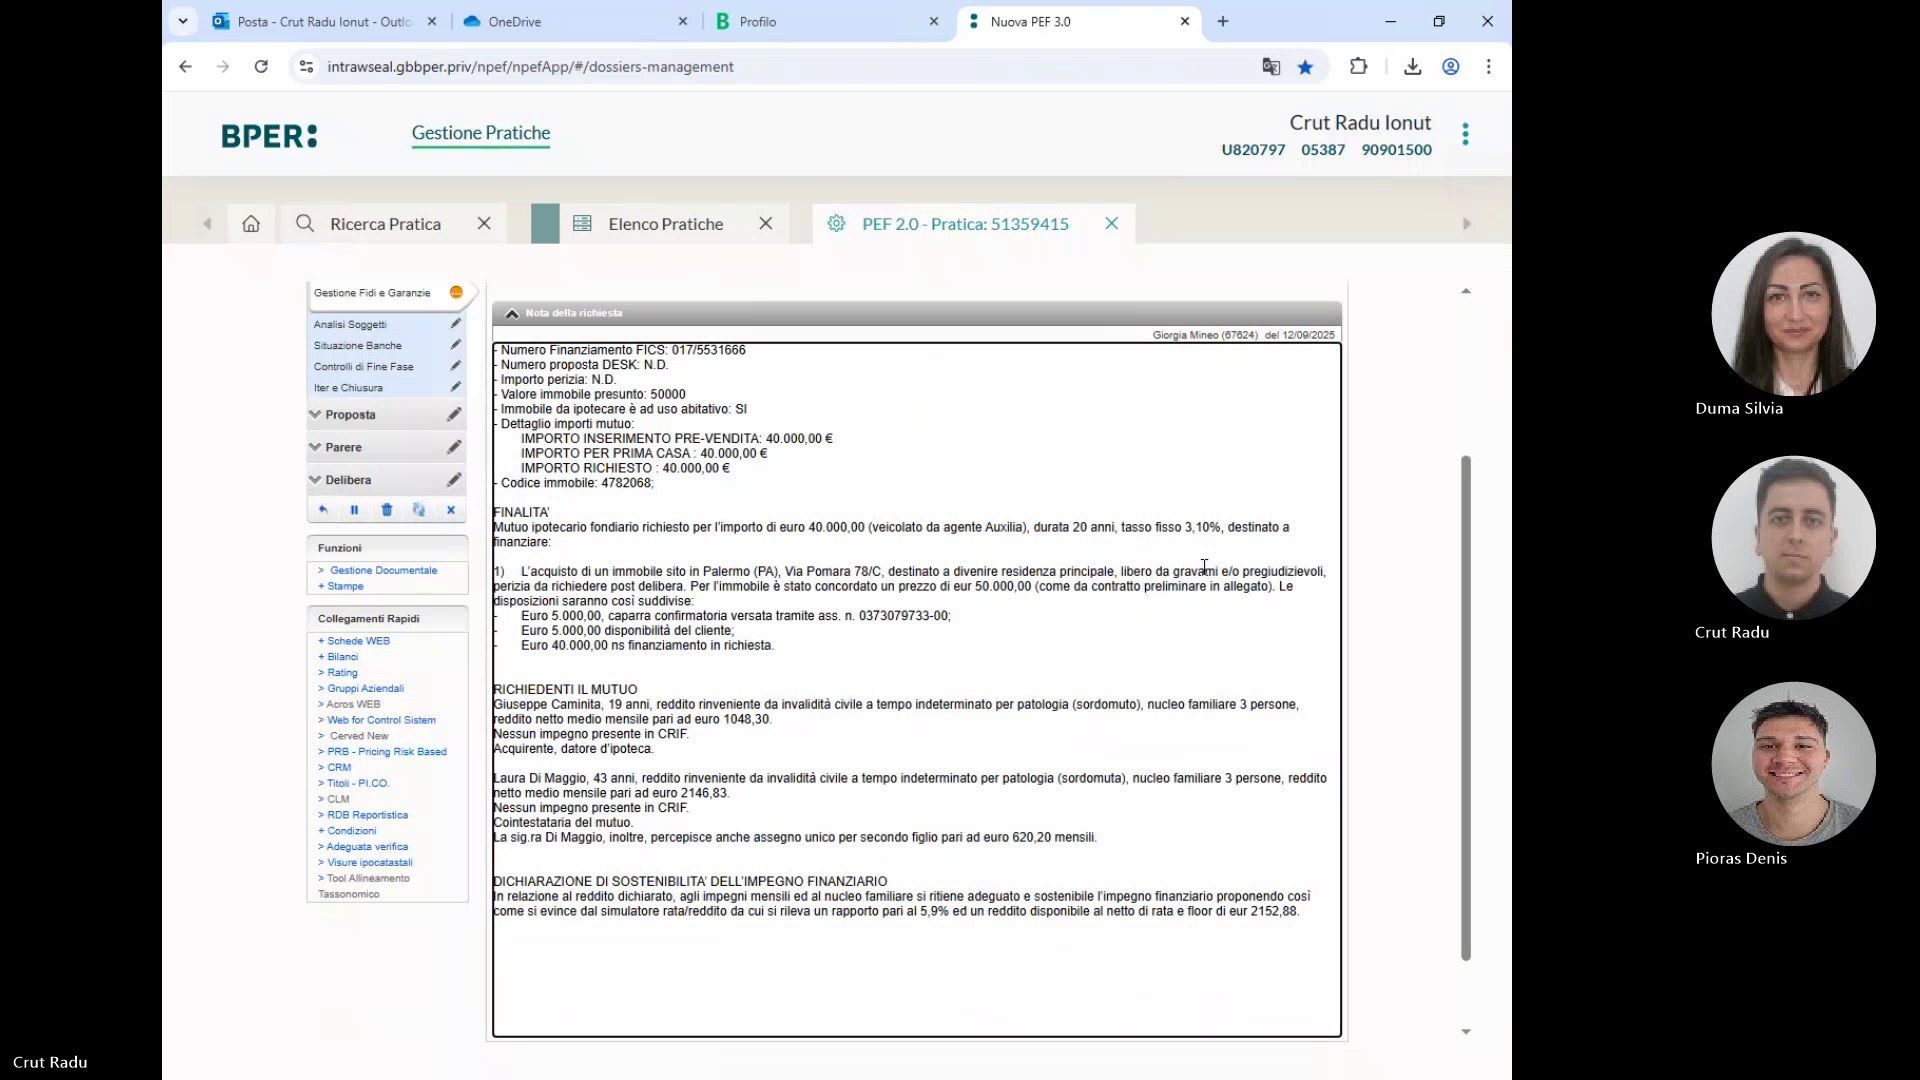 Posta - Crut Radu Ionut - Outlo
OneDrive
Profilo
Nuova PEF 3.0
intrawseal.gbbper.priv/npef/npefApp/#/dossiers-management
BPER:
Gestione Pratiche
Crut Radu Ionut
U820797 05387 90901500
Ricerca Pratica
Elenco Pratiche
PEF 2.0 - Pratica: 51359415
Gestione Fidi e Garanzie
Analisi Soggetti
Situazione Banche
Controlli di Fine Fase
Iter e Chiusura
Proposta
Parere
Delibera
Funzioni
> Gestione Documentale
+ Stampe
Collegamenti Rapidi
+ Schede WEB
+ Bilanci
> Rating
> Gruppi Aziendali
> Acros WEB
> Web for Control Sistem
> Cerved New
> PRB - Pricing Risk Based
> CRM
> Titoli - PI.CO.
> CLM
> RDB Reportistica
+ Condizioni
> Adeguata verifica
> Visure ipocatastali
> Tool Allineamento
Tassonomico
Nota della richiesta
Giorgia Mineo (67624) del 12/09/2025
- Numero Finanziamento FICS: 017/5531666
- Numero proposta DESK: N.D.
- Importo perizia: N.D.
- Valore immobile presunto: 50000
- Immobile da ipotecare è ad uso abitativo: SI
- Dettaglio importi mutuo:
IMPORTO INSERIMENTO PRE-VENDITA: 40.000,00 €
IMPORTO PER PRIMA CASA : 40.000,00 €
IMPORTO RICHIESTO : 40.000,00 €
- Codice immobile: 4782068;
FINALITA'
Mutuo ipotecario fondiario richiesto per l'importo di euro 40.000,00 (veicolato da agente Auxilia), durata 20 anni, tasso fisso 3,10%, destinato a
finanziare:
1) L'acquisto di un immobile sito in Palermo (PA), Via Pomara 78/C, destinato a divenire residenza principale, libero da gravami e/o pregiudizievoli,
perizia da richiedere post delibera. Per l'immobile è stato concordato un prezzo di eur 50.000,00 (come da contratto preliminare in allegato). Le
disposizioni saranno così suddivise:
- Euro 5.000,00, caparra confirmatoria versata tramite ass. n. 0373079733-00;
- Euro 5.000,00 disponibilità del cliente;
- Euro 40.000,00 ns finanziamento in richiesta.
RICHIEDENTI IL MUTUO
Giuseppe Caminita, 19 anni, reddito rinveniente da invalidità civile a tempo indeterminato per patologia (sordomuto), nucleo familiare 3 persone,
reddito netto medio mensile pari ad euro 1048,30.
Nessun impegno presente in CRIF.
Acquirente, datore d'ipoteca.
Laura Di Maggio, 43 anni, reddito rinveniente da invalidità civile a tempo indeterminato per patologia (sordomuta), nucleo familiare 3 persone, reddito
netto medio mensile pari ad euro 2146,83.
Nessun impegno presente in CRIF.
Cointestataria del mutuo.
La sig.ra Di Maggio, inoltre, percepisce anche assegno unico per secondo figlio pari ad euro 620,20 mensili.
DICHIARAZIONE DI SOSTENIBILITA' DELL'IMPEGNO FINANZIARIO
In relazione al reddito dichiarato, agli impegni mensili ed al nucleo familiare si ritiene adeguato e sostenibile l'impegno finanziario proponendo così
come si evince dal simulatore rata/reddito da cui si rileva un rapporto pari al 5,9% ed un reddito disponibile al netto di rata e floor di eur 2152,88.
Duma Silvia
Crut Radu
Pioras Denis
Crut Radu